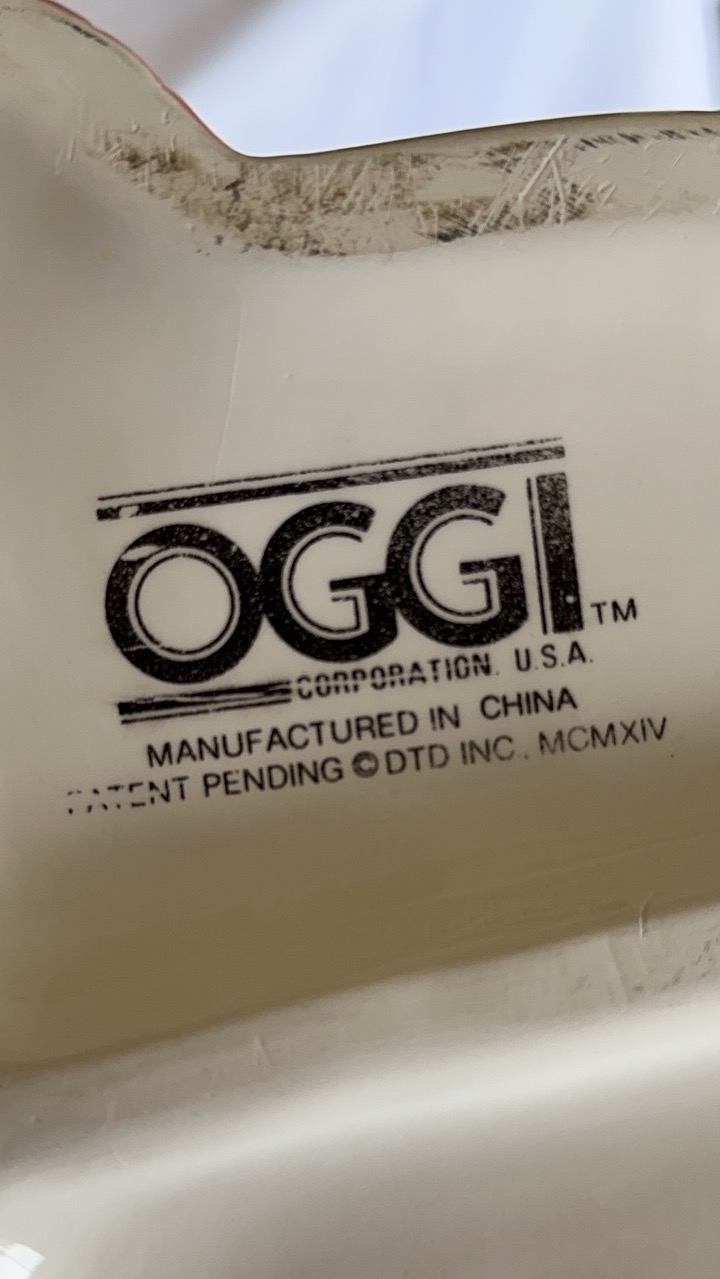 OGGI TM
CORPORATION. U.S.A.
MANUFACTURED IN CHINA
PATENT PENDING © DTD INC. MCMXIV